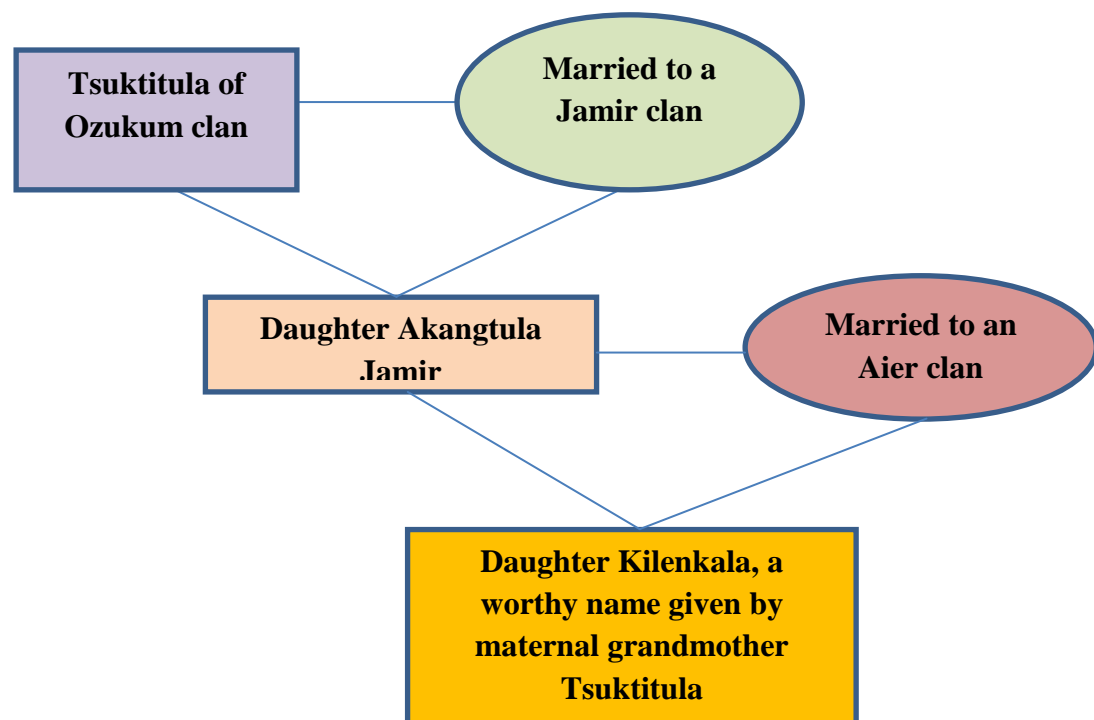 Tsuktitula of
Ozukum clan
Married to a
Jamir clan
Daughter Akangtula
Jamir
Married to an
Aier clan
Daughter Kilenkala, a
worthy name given by
maternal grandmother
Tsuktitula